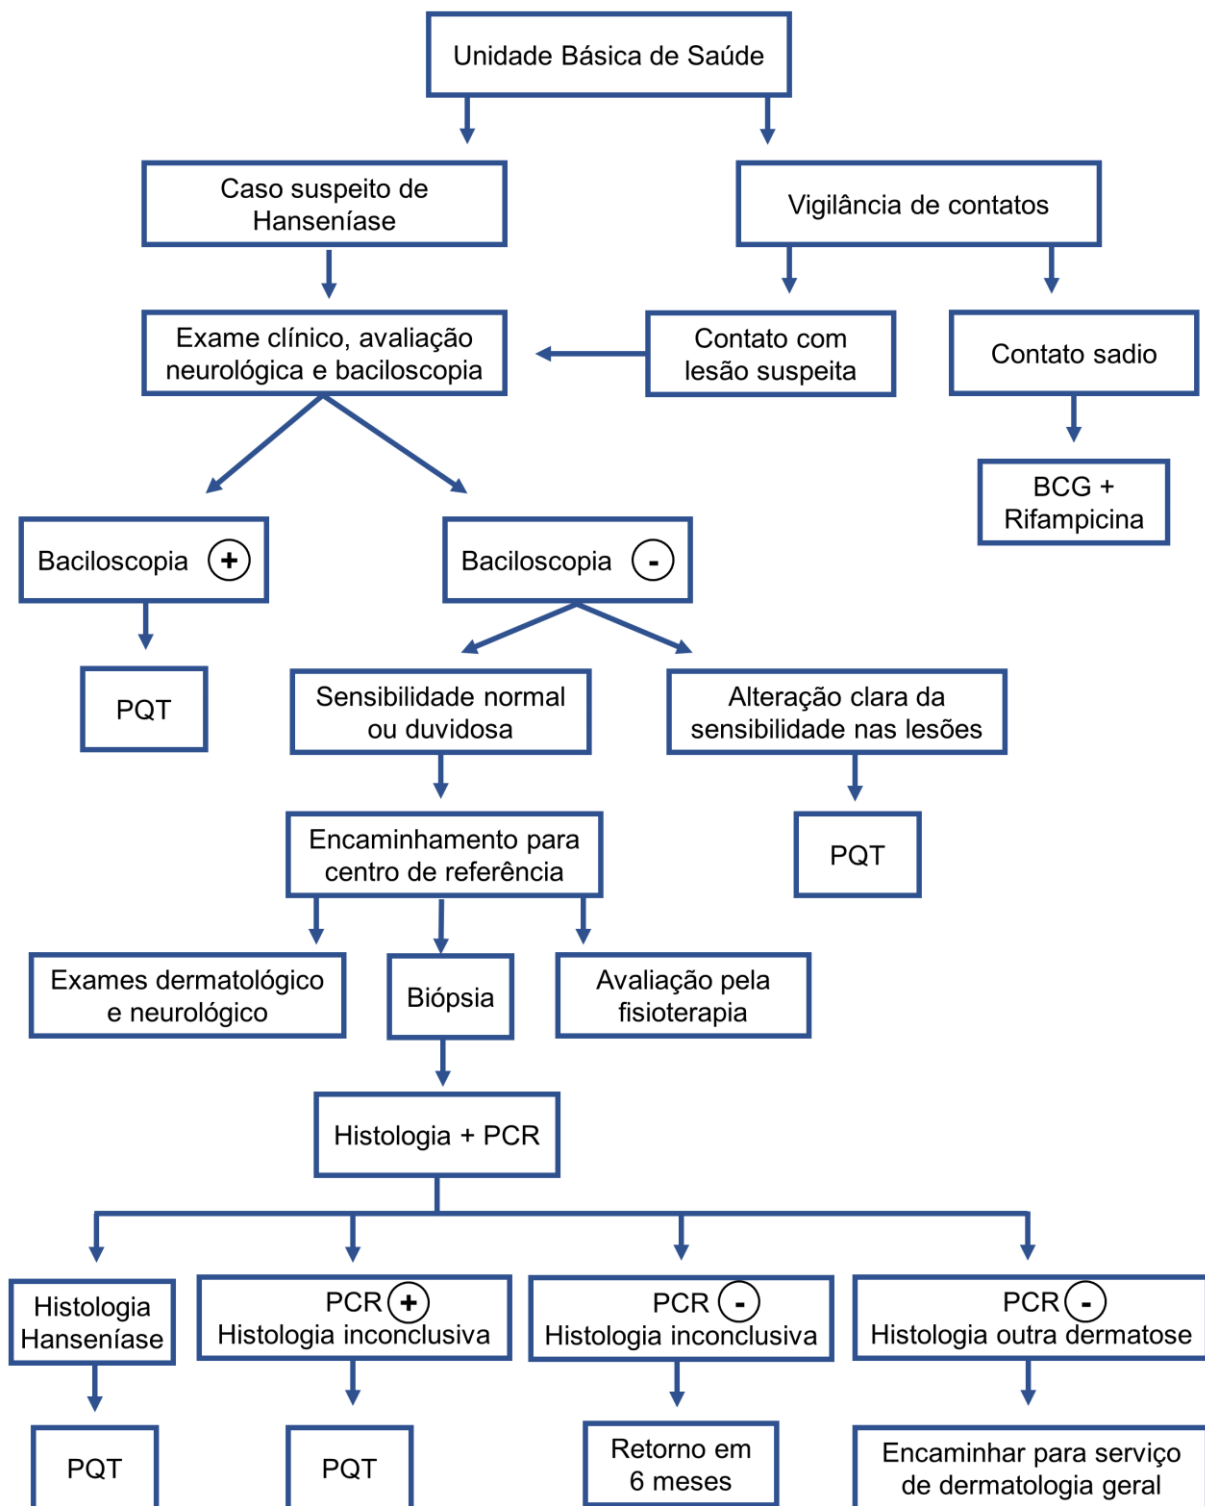 Unidade Básica de Saúde
Caso suspeito de
Hanseníase
Vigilância de contatos
Exame clínico, avaliação
neurológica e baciloscopia
Contato com
lesão suspeita
Contato sadio
BCG +
Rifampicina
Baciloscopia +
Baciloscopia -
PQT
Sensibilidade normal
ou duvidosa
Alteração clara da
sensibilidade nas lesões
Encaminhamento para
centro de referência
PQT
Exames dermatológico
e neurológico
Biópsia
Avaliação pela
fisioterapia
Histologia + PCR
Histologia
Hanseníase
PCR +
Histologia inconclusiva
PCR -
Histologia inconclusiva
PCR -
Histologia outra dermatose
PQT
PQT
Retorno em
6 meses
Encaminhar para serviço
de dermatologia geral